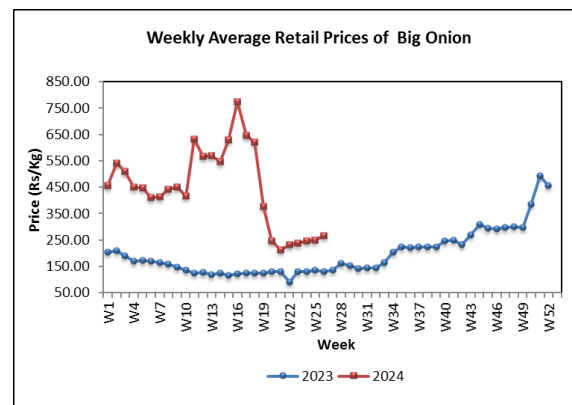 Weekly Average Retail Prices of Big Onion
850.00
750.00
650.00
550.00
450.00
350.00
250.00
150.00
50.00
Price (Rs/Kg)
W1
W4
W7
W10
W13
W16
W19
W22
W25
W28
W31
W34
W37
W40
W43
W46
W49
W52
Week
2023
2024